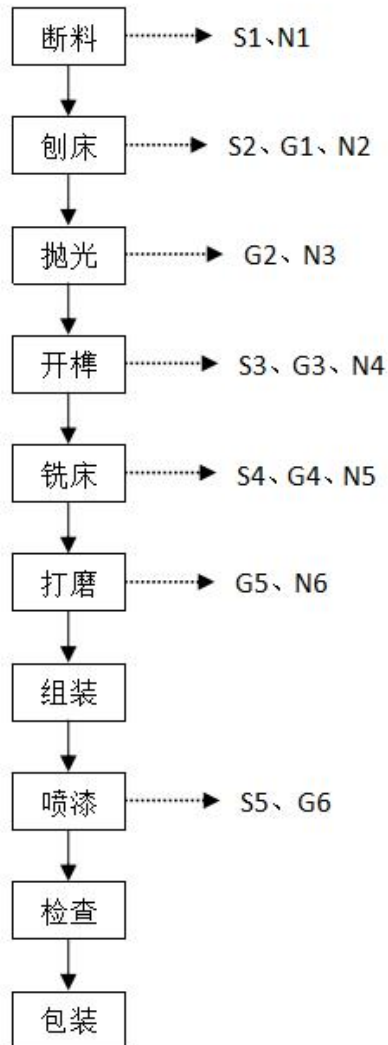 断料 S1、N1
刨床 S2、G1、N2
抛光 G2、N3
开榫 S3、G3、N4
铣床 S4、G4、N5
打磨 G5、N6
组装
喷漆 S5、G6
检查
包装